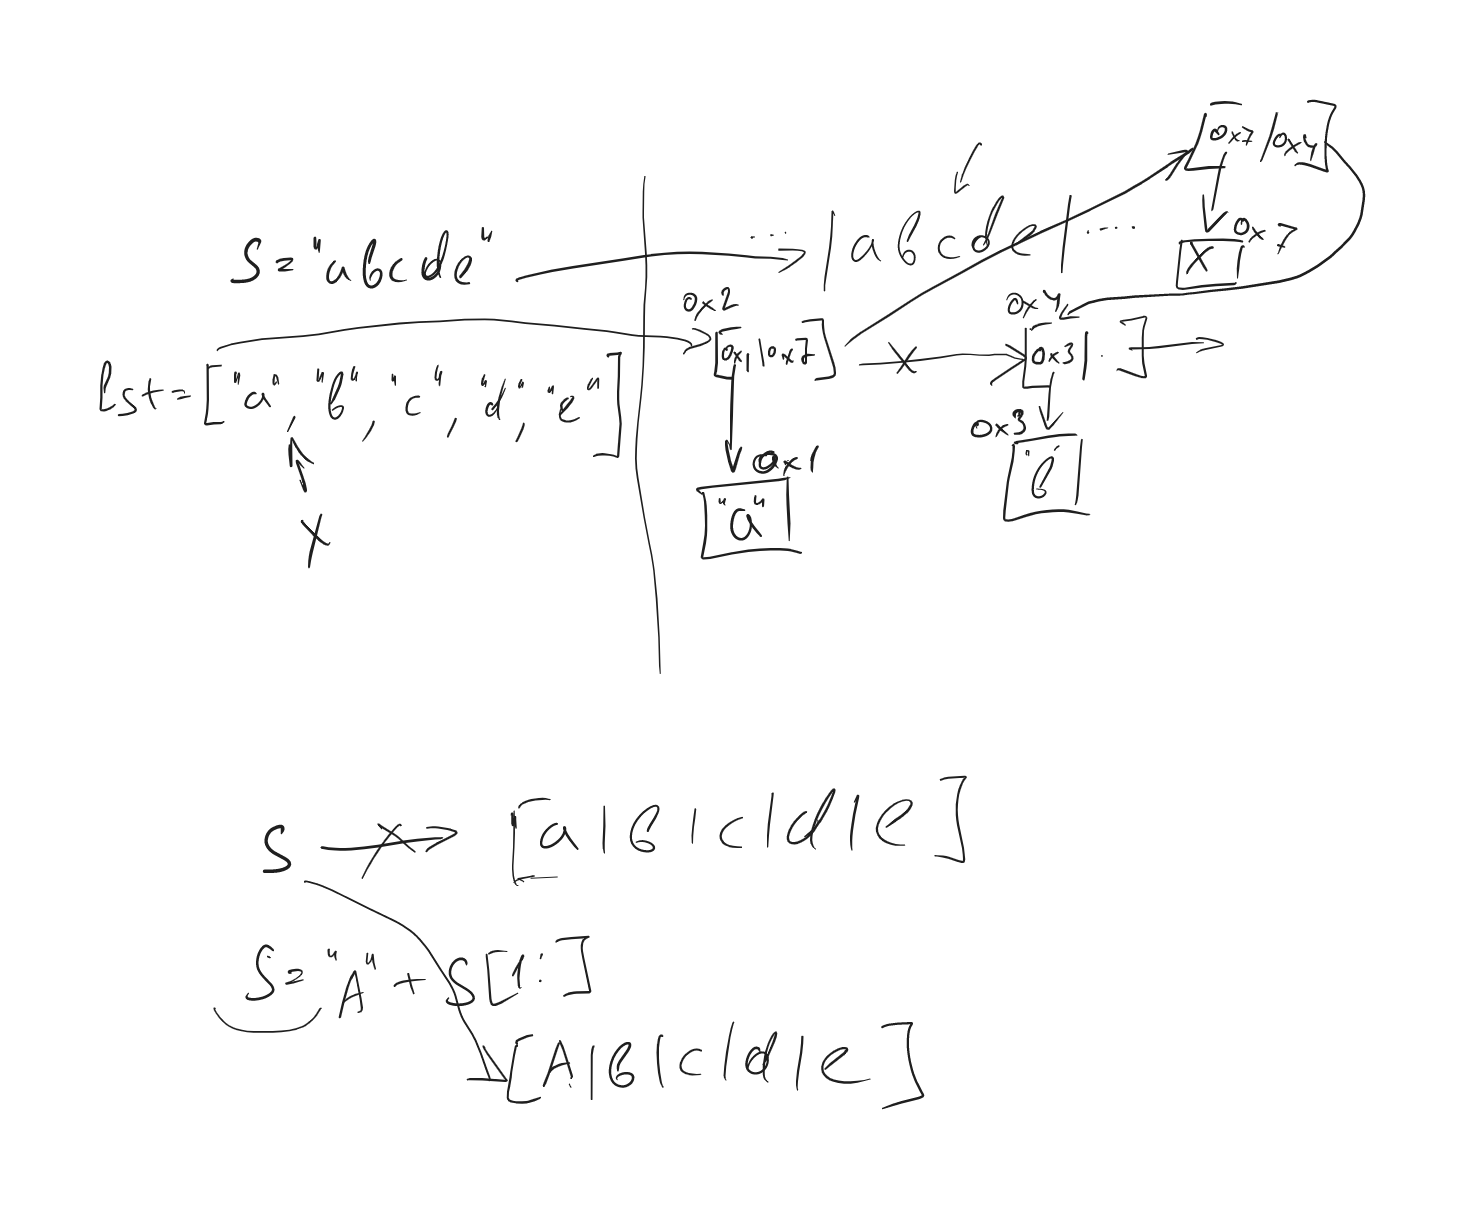 [0x7|0x4]
S = "abcde"
... |abcde| ....
0x7
X
0x2
0x4
lst = ["a", "b", "c", "d", "e"]
[0x1|0x7]
[0x3| ]
0x1
0x3
"a"
"b"
X
S
[a|b|c|d|e]
S = "A" + S[1:]
[A|b|c|d|e]